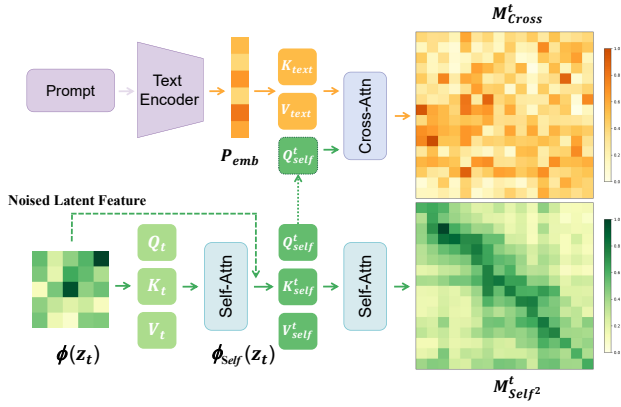 M^t_Cross
Prompt
Text
Encoder
P_emb
K_text
V_text
Q^t_self
Cross-Attn
1.0
0.8
0.6
0.4
0.2
0.0
Noised Latent Feature
ϕ(z_t)
Q_t
K_t
V_t
Self-Attn
ϕ_Self(z_t)
Q^t_self
K^t_self
V^t_self
Self-Attn
1.0
0.8
0.6
0.4
0.2
0.0
M^t_Self²